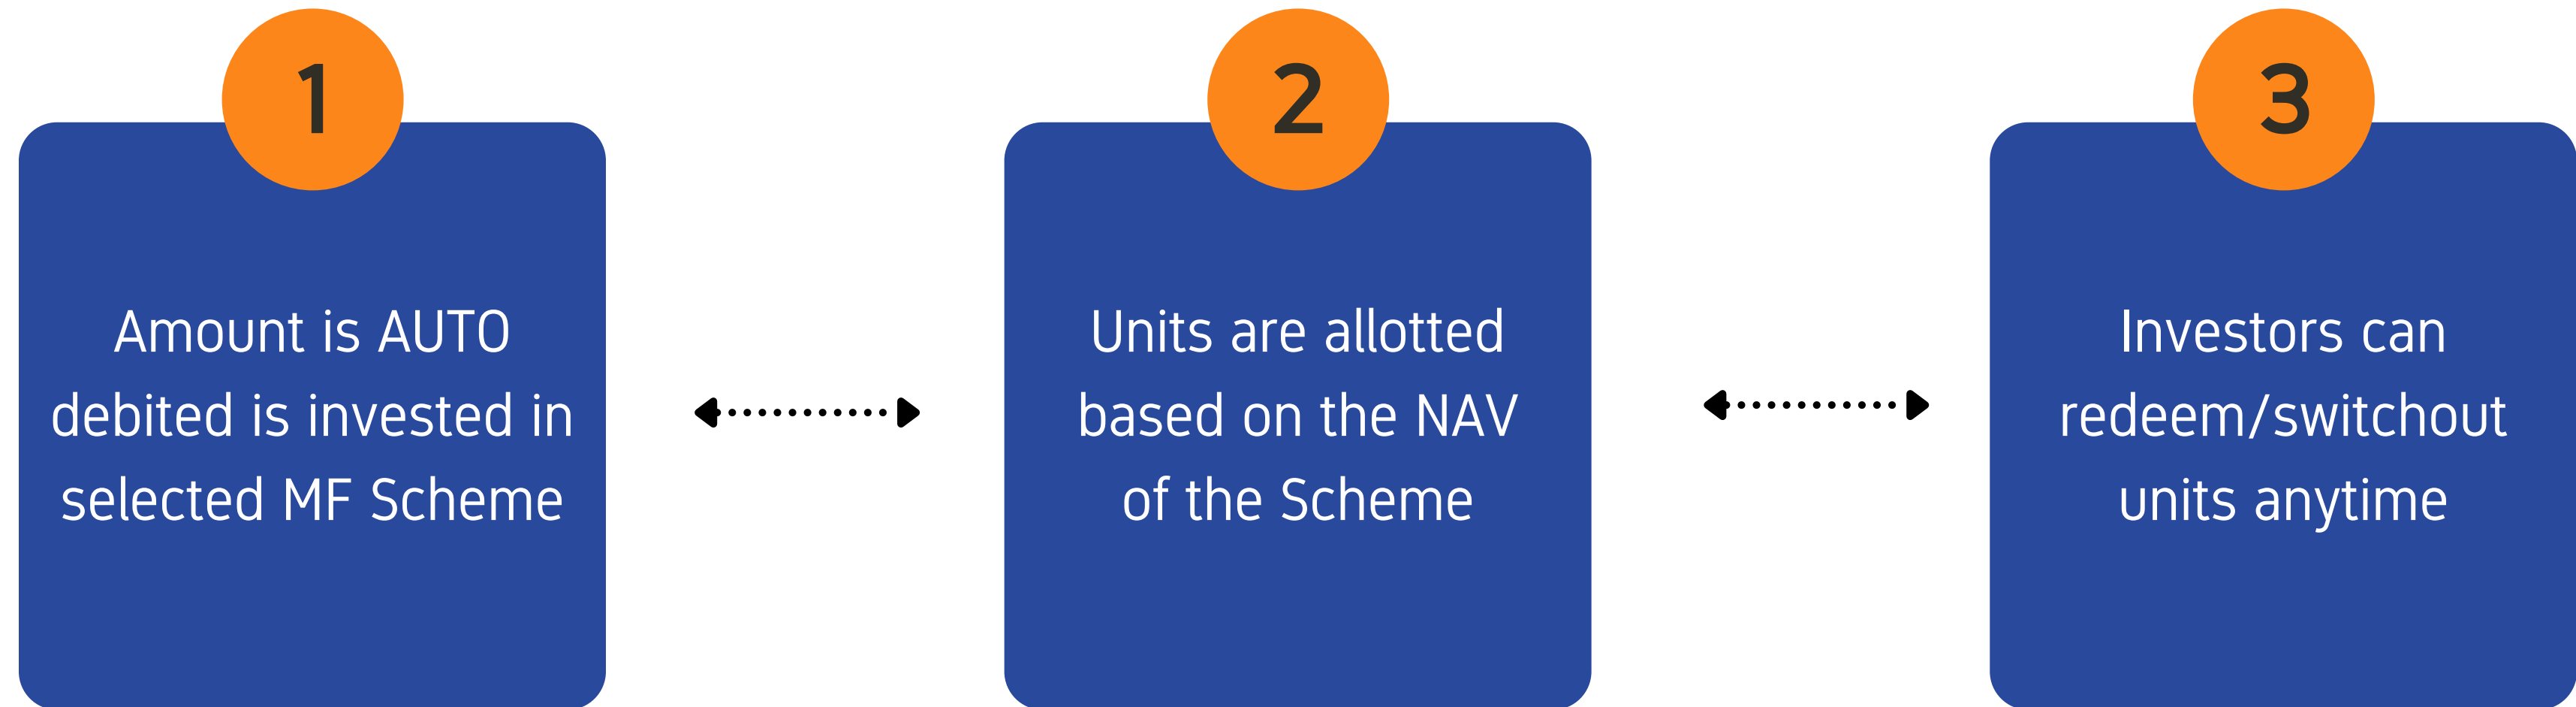 1
Amount is AUTO
debited is invested in
selected MF Scheme
2
Units are allotted
based on the NAV
of the Scheme
3
Investors can
redeem/switchout
units anytime